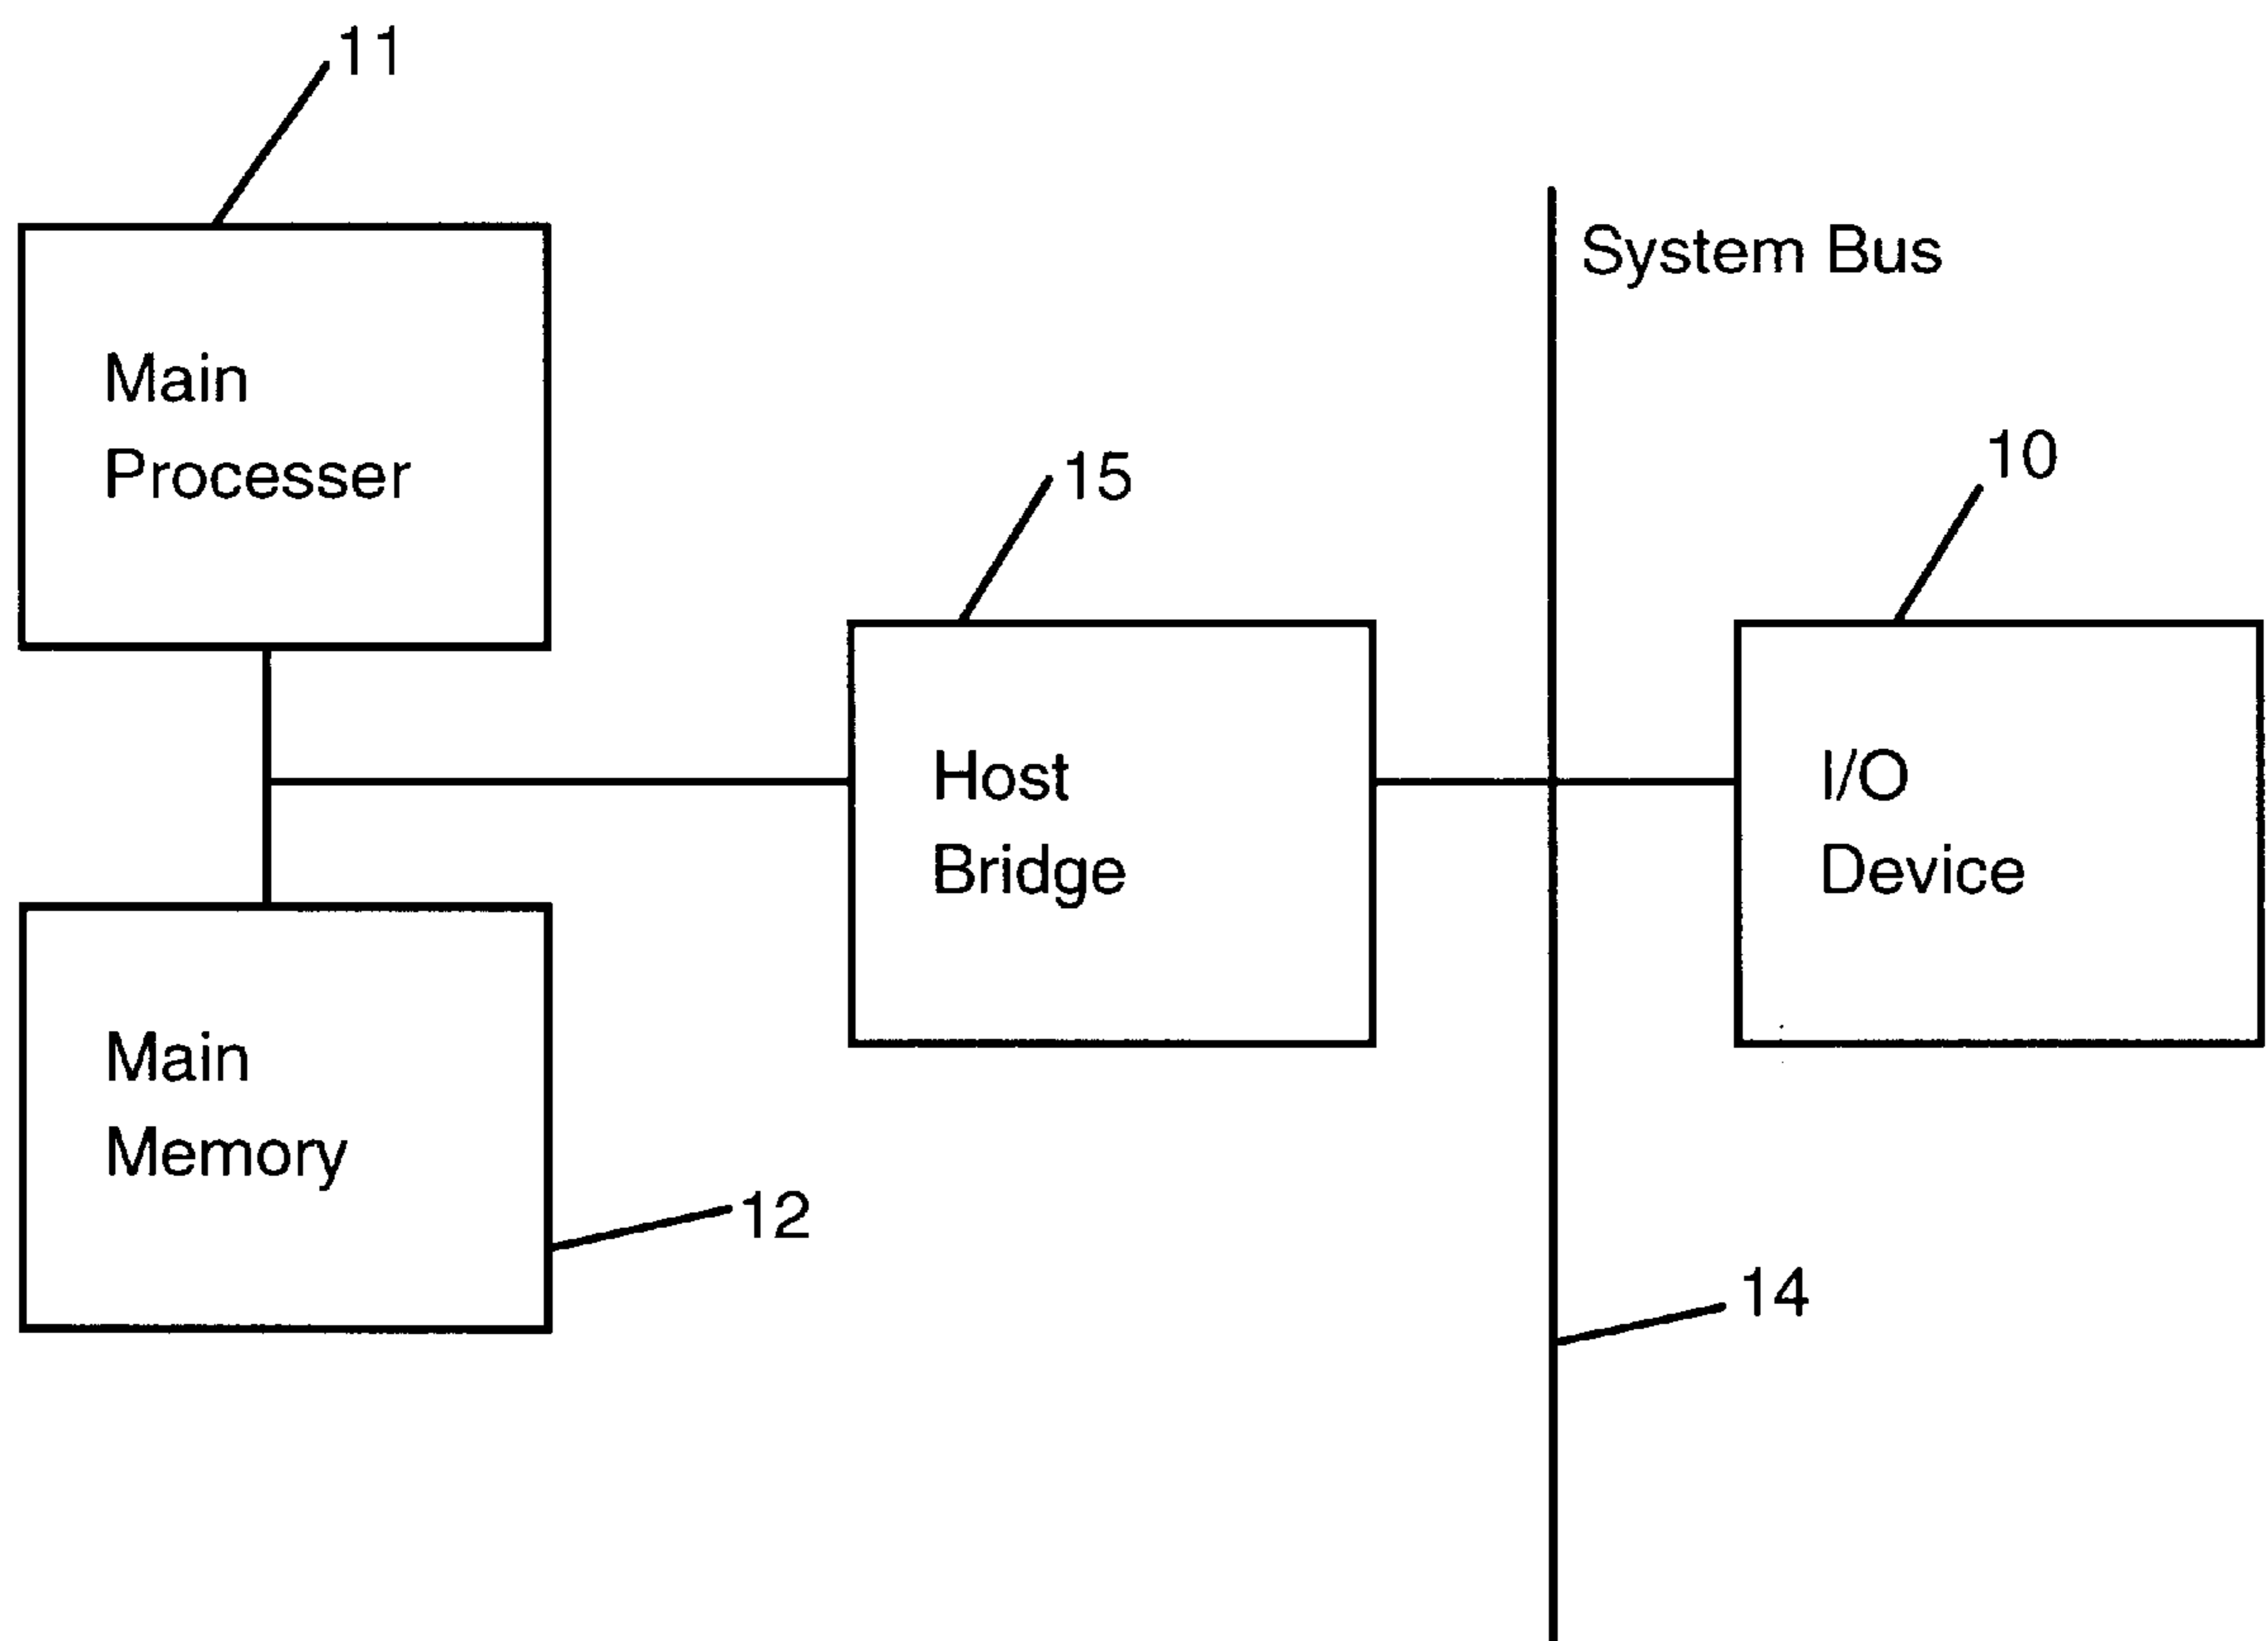 11
System Bus
Main
Processer
15
10
Host
Bridge
I/O
Device
Main
Memory
12
14